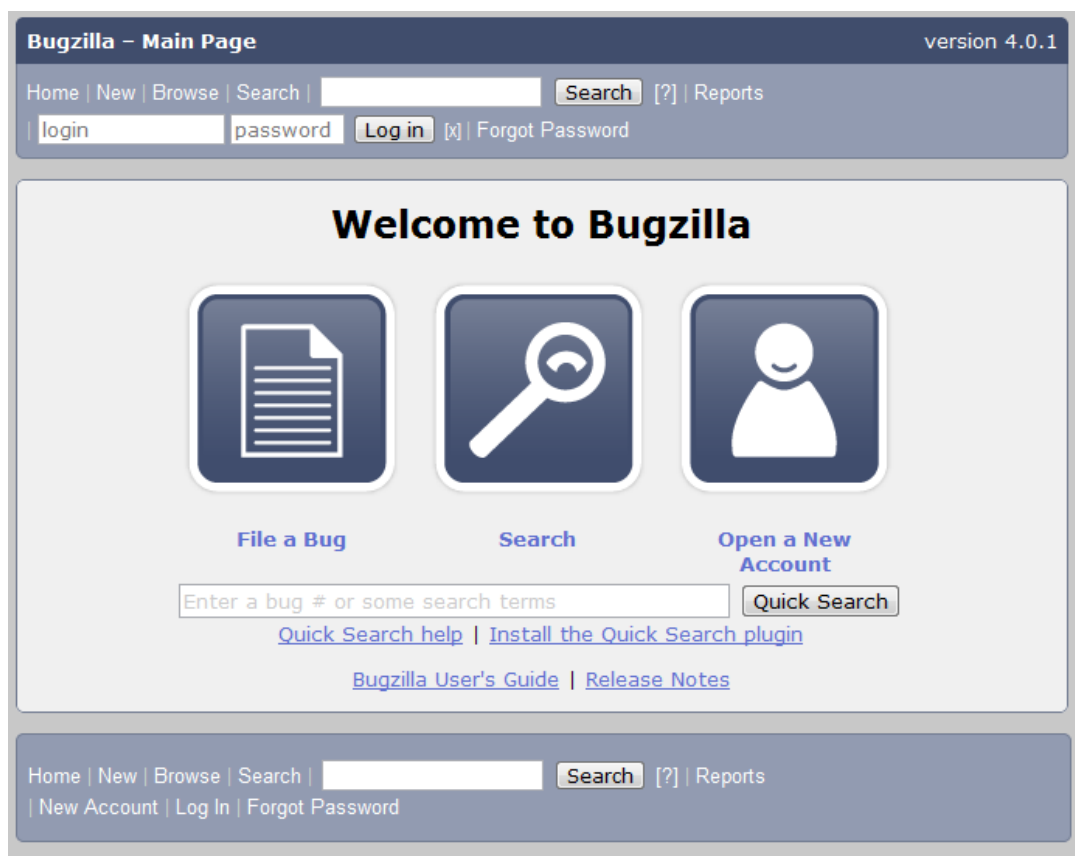 Bugzilla – Main Page version 4.0.1
Home | New | Browse | Search | Search [?] | Reports
| login password Log in [x] | Forgot Password
Welcome to Bugzilla
File a Bug Search Open a New Account
Enter a bug # or some search terms Quick Search
Quick Search help | Install the Quick Search plugin
Bugzilla User's Guide | Release Notes
Home | New | Browse | Search | Search [?] | Reports
| New Account | Log In | Forgot Password